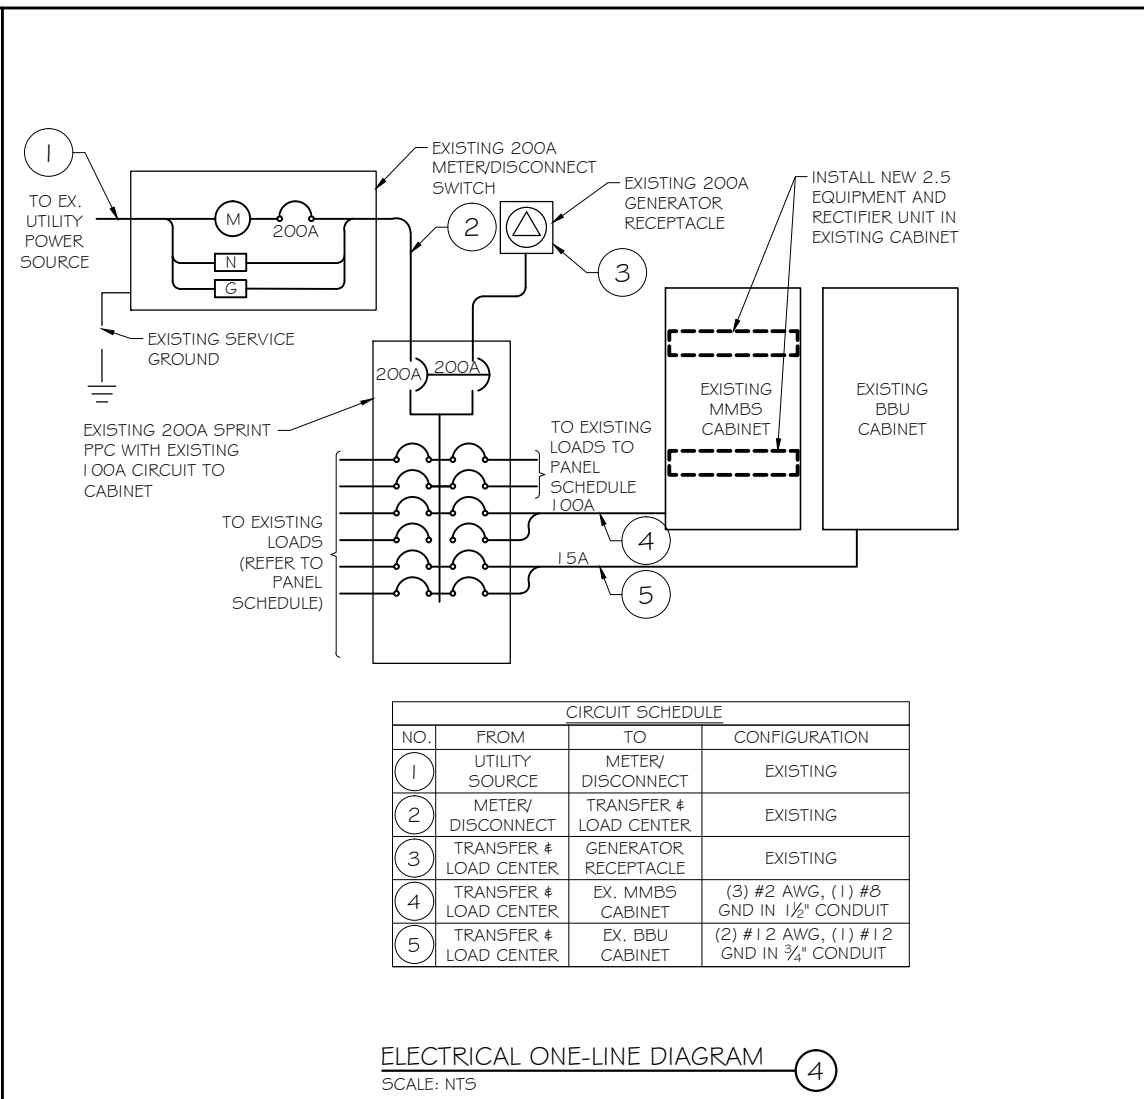 1
TO EX.
UTILITY
POWER
SOURCE
M
200A
N
G
EXISTING 200A
METER/DISCONNECT
SWITCH
2
EXISTING 200A
GENERATOR
RECEPTACLE
3
INSTALL NEW 2.5
EQUIPMENT AND
RECTIFIER UNIT IN
EXISTING CABINET
EXISTING SERVICE
GROUND
200A
200A
EXISTING 200A SPRINT
PPC WITH EXISTING
100A CIRCUIT TO
CABINET
EXISTING
MMBS
CABINET
EXISTING
BBU
CABINET
TO EXISTING
LOADS TO
PANEL
SCHEDULE
100A
4
15A
5
TO EXISTING
LOADS
(REFER TO
PANEL
SCHEDULE)
CIRCUIT SCHEDULE
NO. FROM TO CONFIGURATION
1
UTILITY
SOURCE
METER/
DISCONNECT
EXISTING
2
METER/
DISCONNECT
TRANSFER &
LOAD CENTER
EXISTING
3
TRANSFER &
LOAD CENTER
GENERATOR
RECEPTACLE
EXISTING
4
TRANSFER &
LOAD CENTER
EX. MMBS
CABINET
(3) #2 AWG, (1) #8
GND IN 1½" CONDUIT
5
TRANSFER &
LOAD CENTER
EX. BBU
CABINET
(2) #12 AWG, (1) #12
GND IN ¾" CONDUIT
ELECTRICAL ONE-LINE DIAGRAM
4
SCALE: NTS